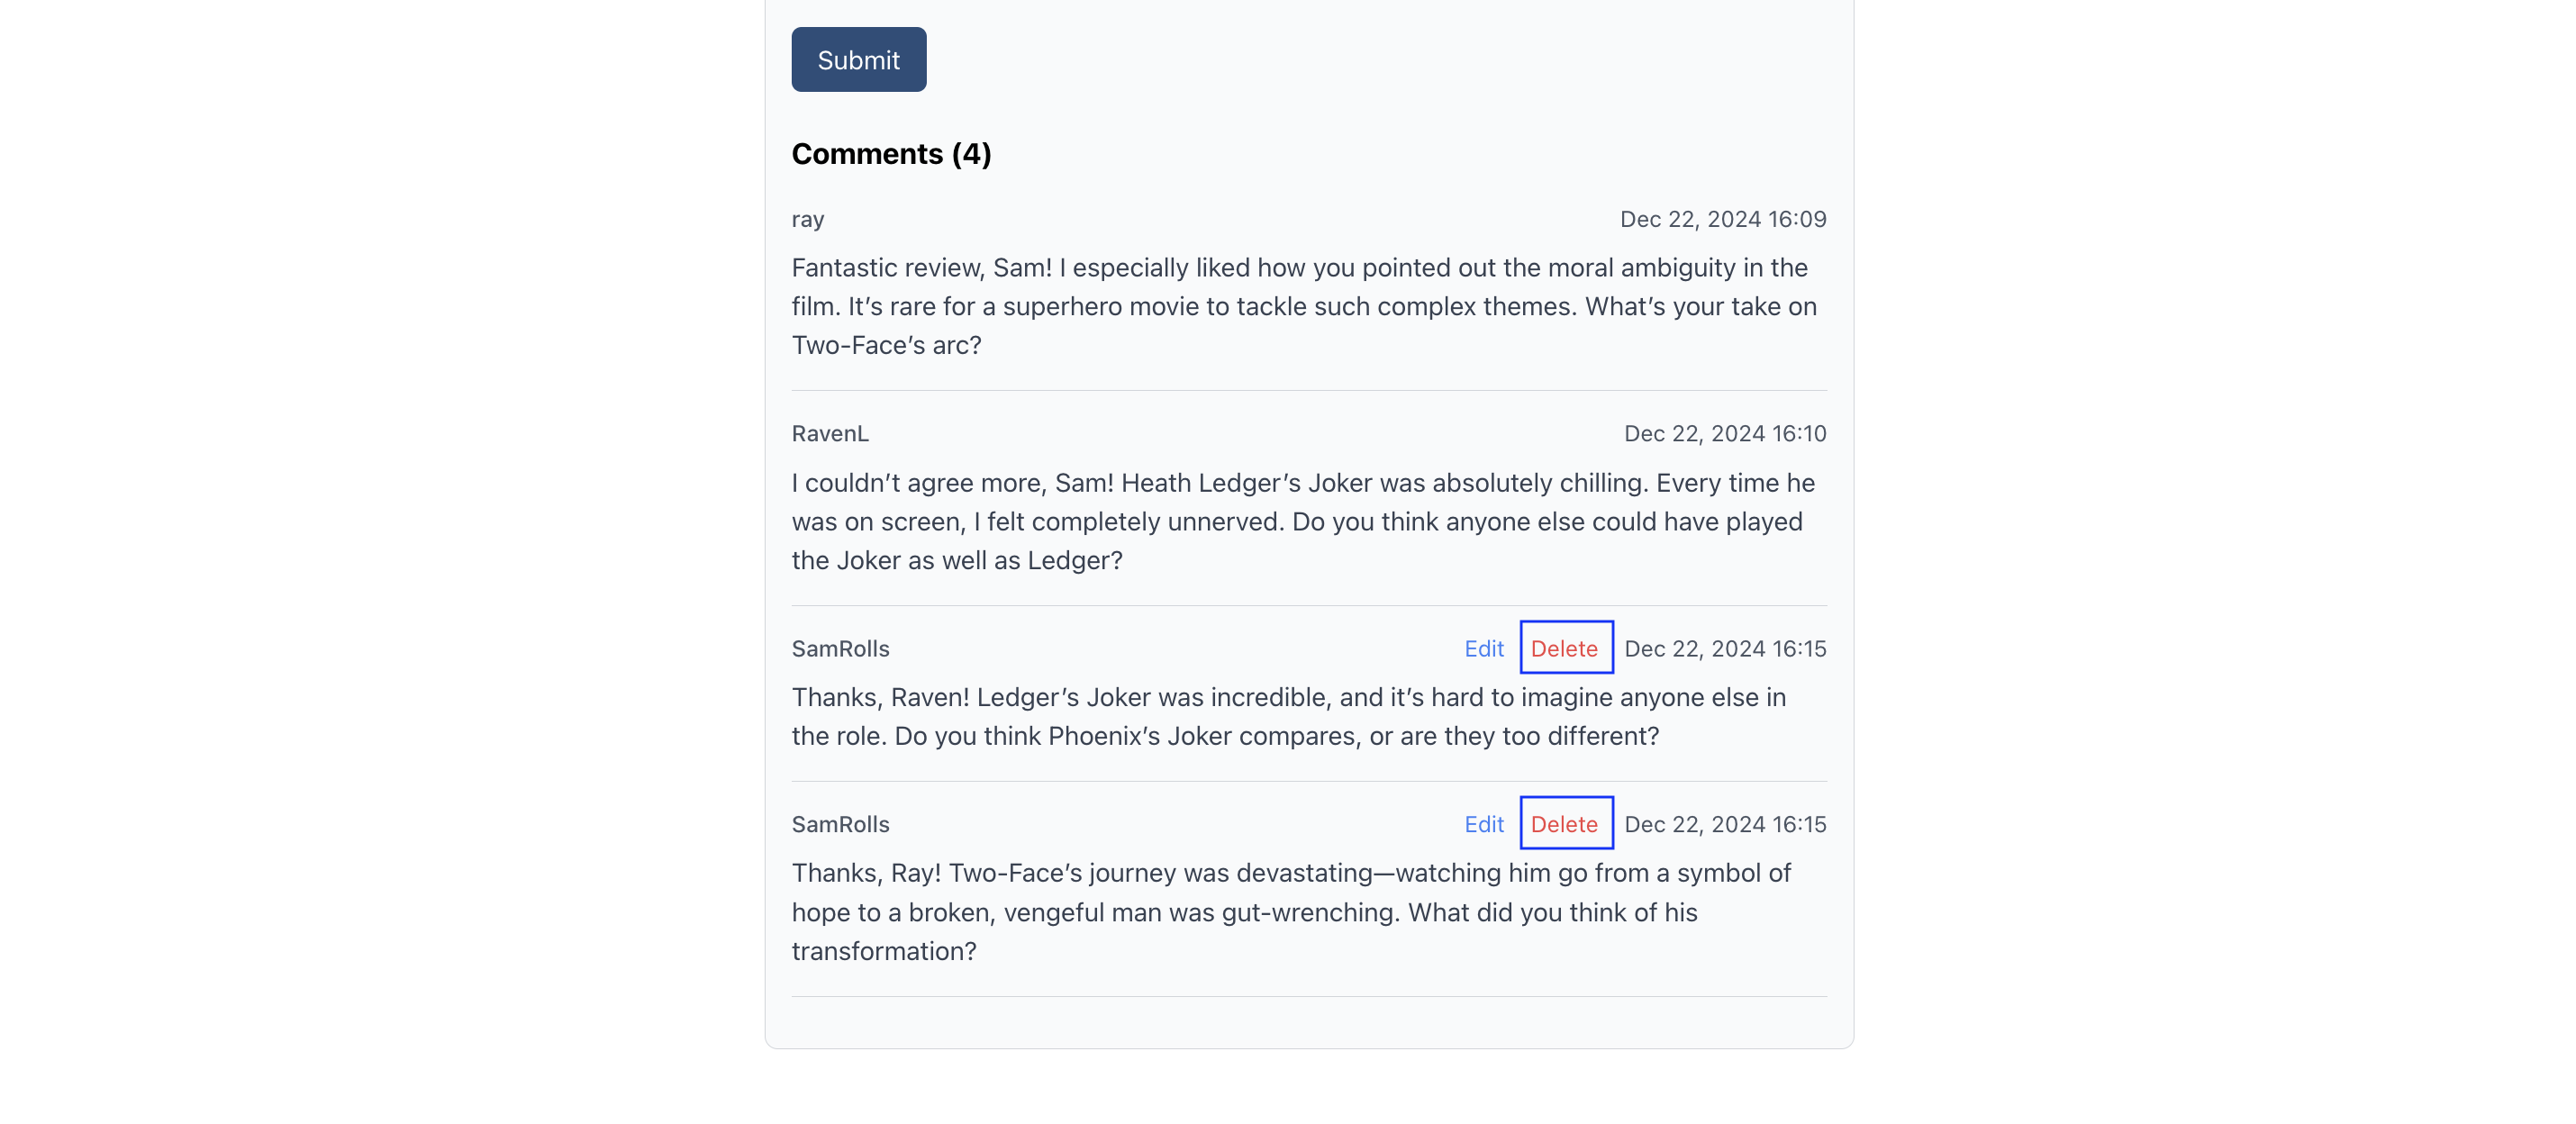 Submit
Comments (4)
ray Dec 22, 2024 16:09
Fantastic review, Sam! I especially liked how you pointed out the moral ambiguity in the
film. It’s rare for a superhero movie to tackle such complex themes. What’s your take on
Two-Face’s arc?
RavenL Dec 22, 2024 16:10
I couldn’t agree more, Sam! Heath Ledger’s Joker was absolutely chilling. Every time he
was on screen, I felt completely unnerved. Do you think anyone else could have played
the Joker as well as Ledger?
SamRolls Edit Delete Dec 22, 2024 16:15
Thanks, Raven! Ledger’s Joker was incredible, and it’s hard to imagine anyone else in
the role. Do you think Phoenix’s Joker compares, or are they too different?
SamRolls Edit Delete Dec 22, 2024 16:15
Thanks, Ray! Two-Face’s journey was devastating—watching him go from a symbol of
hope to a broken, vengeful man was gut-wrenching. What did you think of his
transformation?